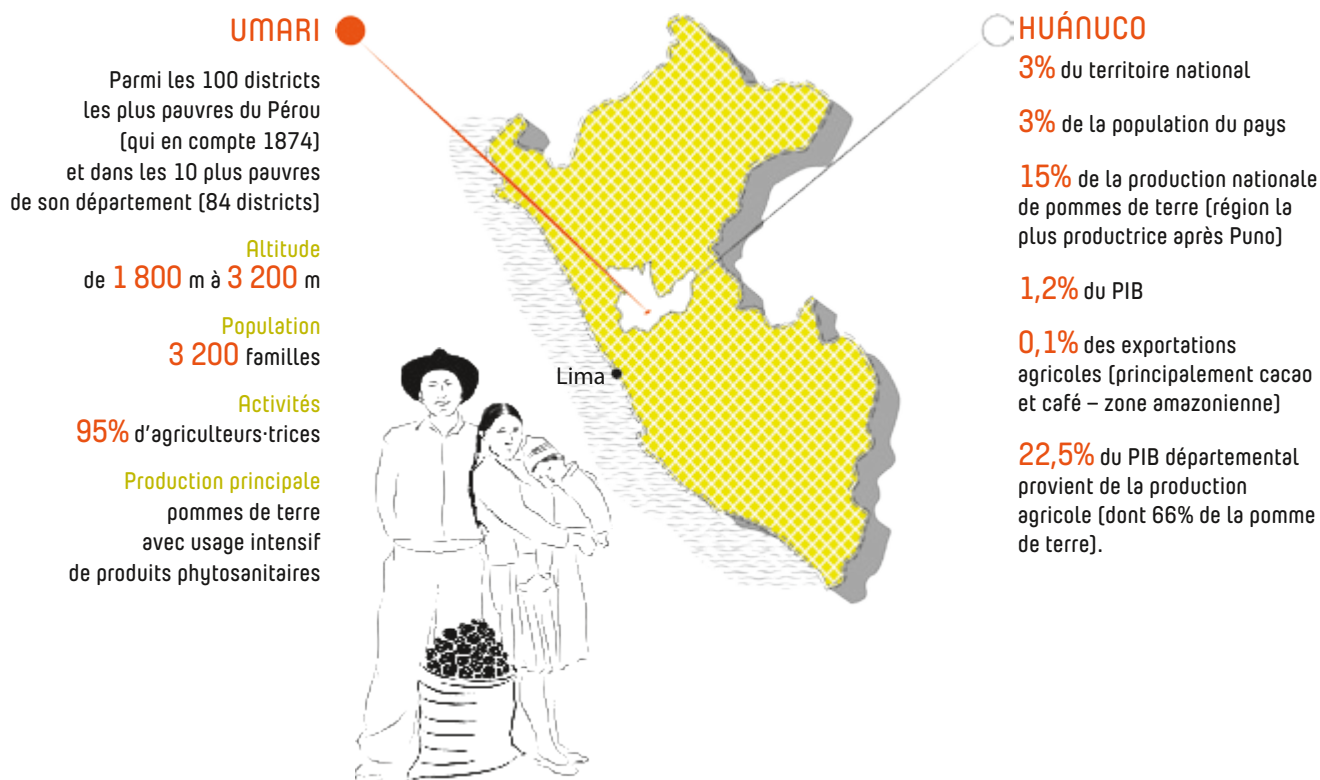 UMARI
Parmi les 100 districts
les plus pauvres du Pérou
(qui en compte 1874)
et dans les 10 plus pauvres
de son département (84 districts)
Altitude
de 1 800 m à 3 200 m
Population
3 200 familles
Activités
95% d'agriculteurs·trices
Production principale
pommes de terre
avec usage intensif
de produits phytosanitaires
Lima
HUÁNUCO
3% du territoire national
3% de la population du pays
15% de la production nationale
de pommes de terre (région la
plus productrice après Puno)
1,2% du PIB
0,1% des exportations
agricoles (principalement cacao
et café – zone amazonienne)
22,5% du PIB départemental
provient de la production
agricole (dont 66% de la pomme
de terre).